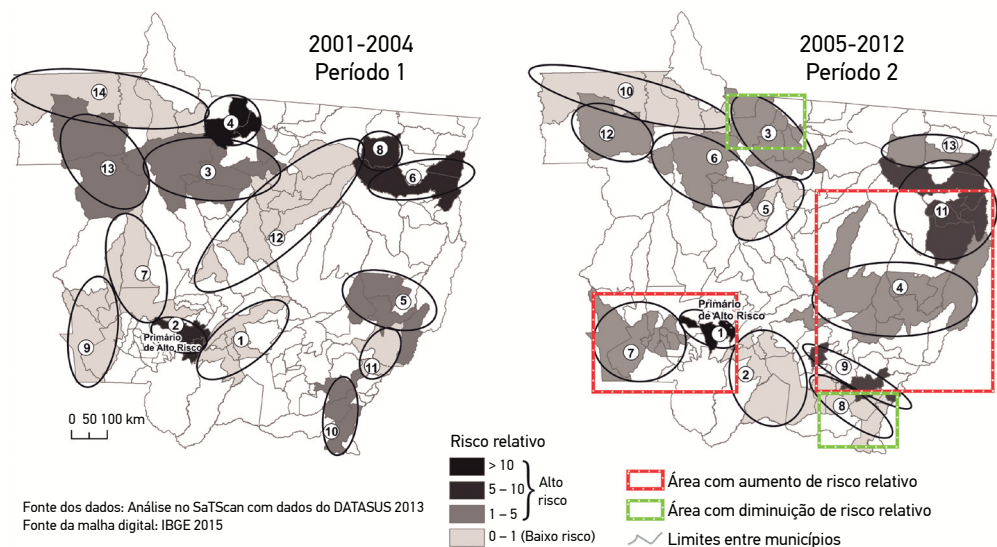 2001-2004
Período 1
14
4
13
3
8
6
12
7
5
2
Primário
de Alto Risco
1
9
11
10
0 50 100 km
Fonte dos dados: Análise no SaTScan com dados do DATASUS 2013
Fonte da malha digital: IBGE 2015
2005-2012
Período 2
10
3
12
6
13
5
11
4
Primário
de Alto Risco
1
7
2
9
8
Risco relativo
> 10
5 – 10
1 – 5
Alto
risco
0 – 1 (Baixo risco)
Área com aumento de risco relativo
Área com diminuição de risco relativo
Limites entre municípios